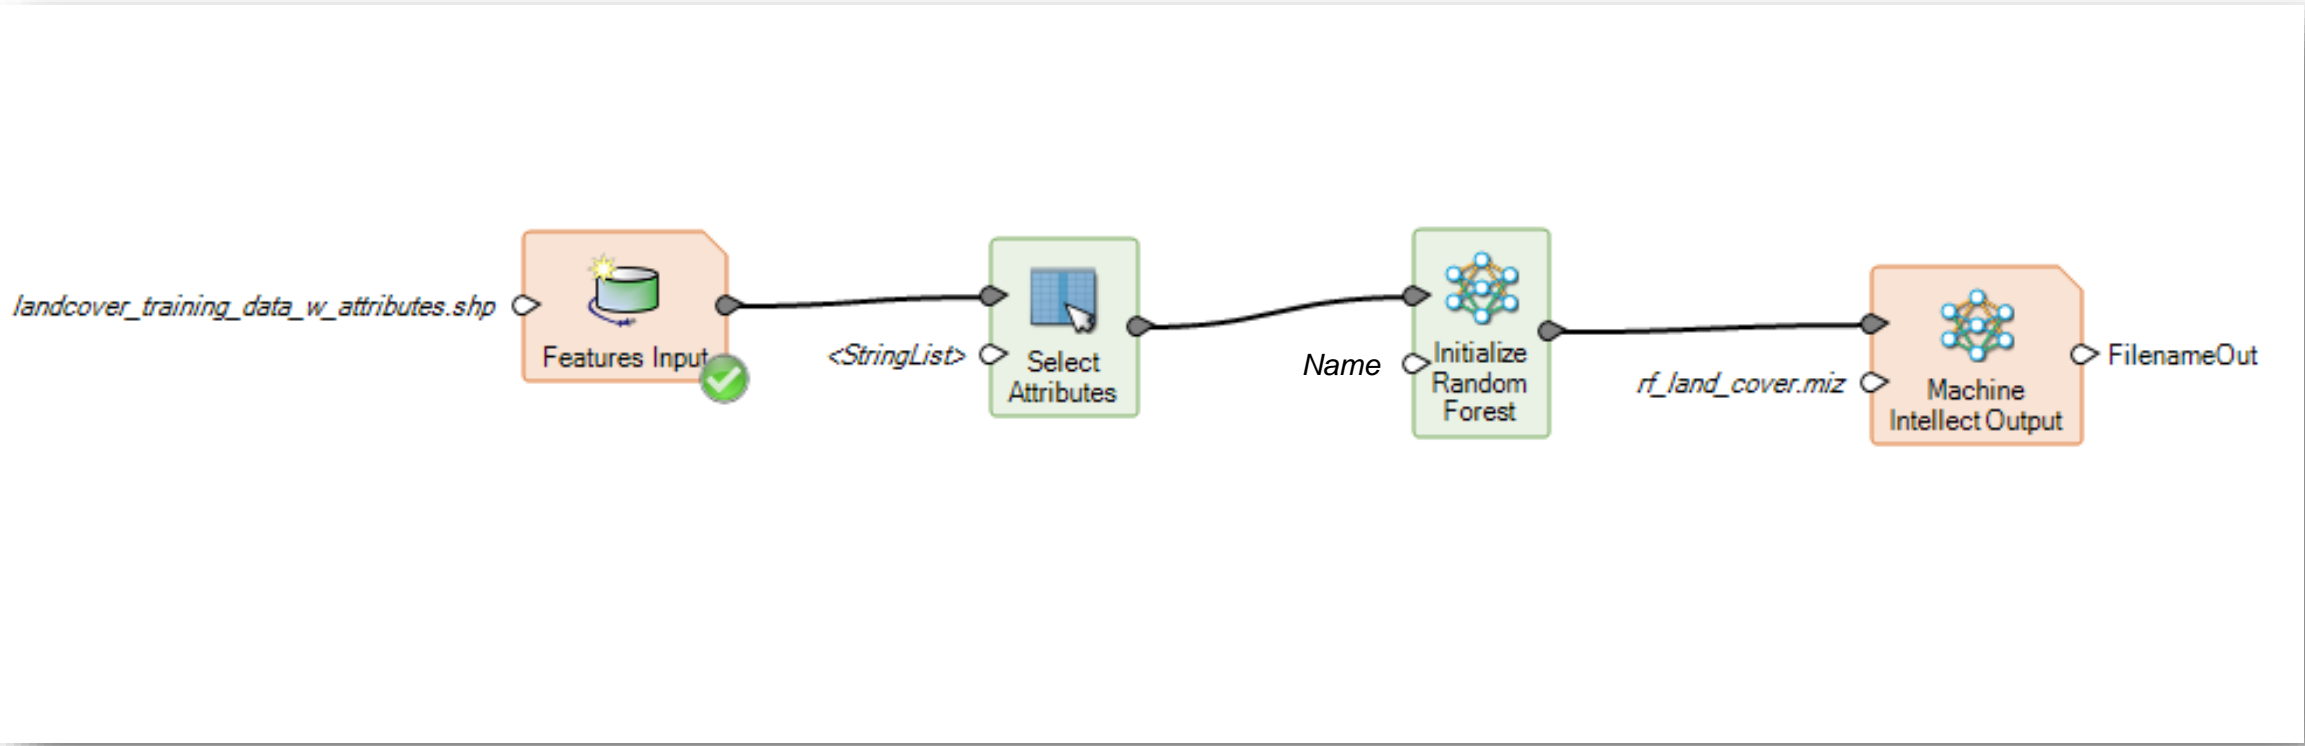 landcover_training_data_w_attributes.shp
Features Input
<StringList>
Select
Attributes
Name
Initialize
Random
Forest
rf_land_cover.miz
Machine
Intellect Output
FilenameOut